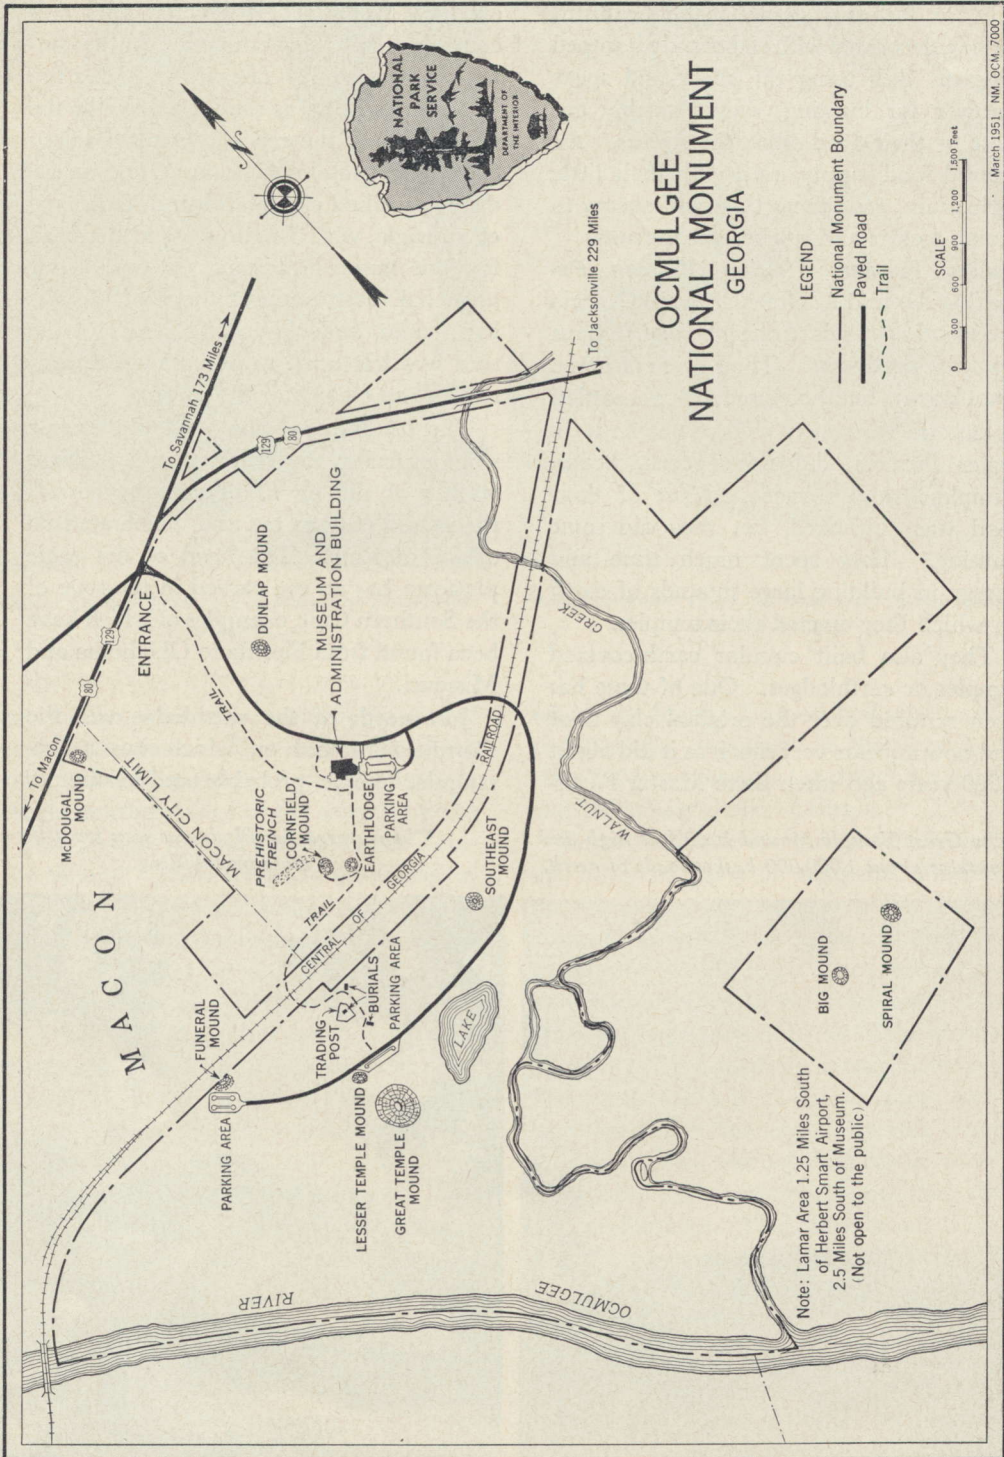 NATIONAL
PARK
SERVICE
DEPARTMENT OF
THE INTERIOR
N
OCMULGEE
NATIONAL MONUMENT
GEORGIA
LEGEND
National Monument Boundary
Paved Road
Trail
SCALE
0 300 600 900 1,200 1,500 Feet
March 1951, NM. OCM. 7000
To Savannah 173 Miles
To Jacksonville 229 Miles
129
80
To Macon
80
129
ENTRANCE
McDOUGAL
MOUND
MACON CITY LIMIT
MACON
DUNLAP MOUND
MUSEUM AND
ADMINISTRATION BUILDING
TRAIL
PREHISTORIC
TRENCH
CORNFIELD
MOUND
EARTHLODGE
PARKING
AREA
TRAIL
CENTRAL OF GEORGIA RAILROAD
SOUTHEAST
MOUND
FUNERAL
MOUND
PARKING AREA
TRADING
POST
BURIALS
PARKING AREA
LESSER TEMPLE MOUND
GREAT TEMPLE
MOUND
LAKE
WALNUT CREEK
OCMULGEE RIVER
BIG MOUND
SPIRAL MOUND
Note: Lamar Area 1.25 Miles South
of Herbert Smart Airport,
2.5 Miles South of Museum.
(Not open to the public)